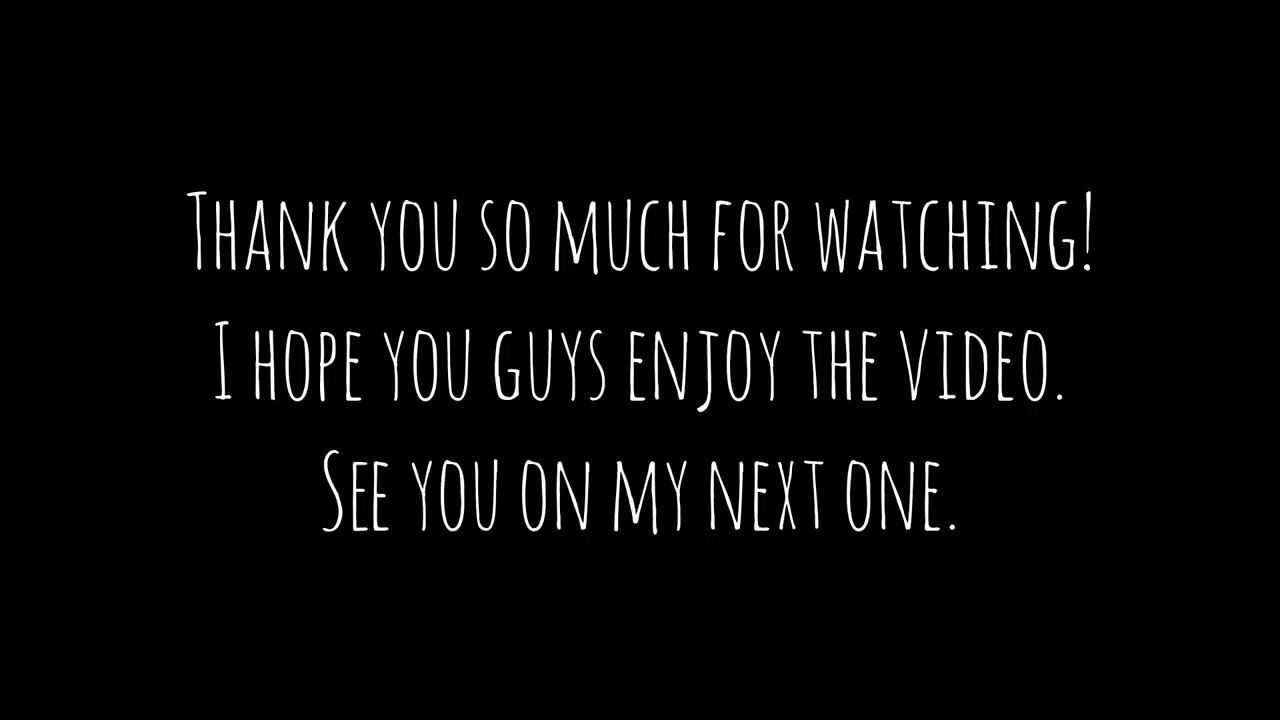 Thank you so much for watching!
I hope you guys enjoy the video.
See you on my next one.